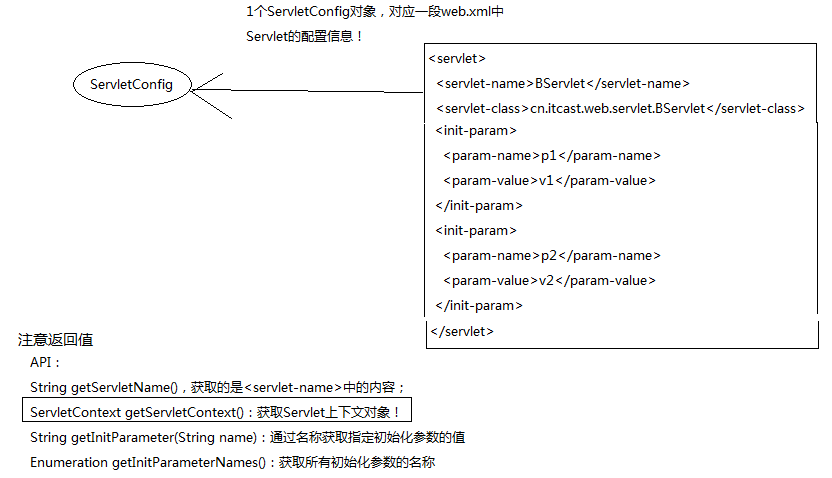 1个ServletConfig对象，对应一段web.xml中
Servlet的配置信息！
ServletConfig
<servlet>
<servlet-name>BServlet</servlet-name>
<servlet-class>cn.itcast.web.servlet.BServlet</servlet-class>
<init-param>
<param-name>p1</param-name>
<param-value>v1</param-value>
</init-param>
<init-param>
<param-name>p2</param-name>
<param-value>v2</param-value>
</init-param>
</servlet>
注意返回值
API：
String getServletName()，获取的是<servlet-name>中的内容；
ServletContext getServletContext()：获取Servlet上下文对象！
String getInitParameter(String name)：通过名称获取指定初始化参数的值
Enumeration getInitParameterNames()：获取所有初始化参数的名称